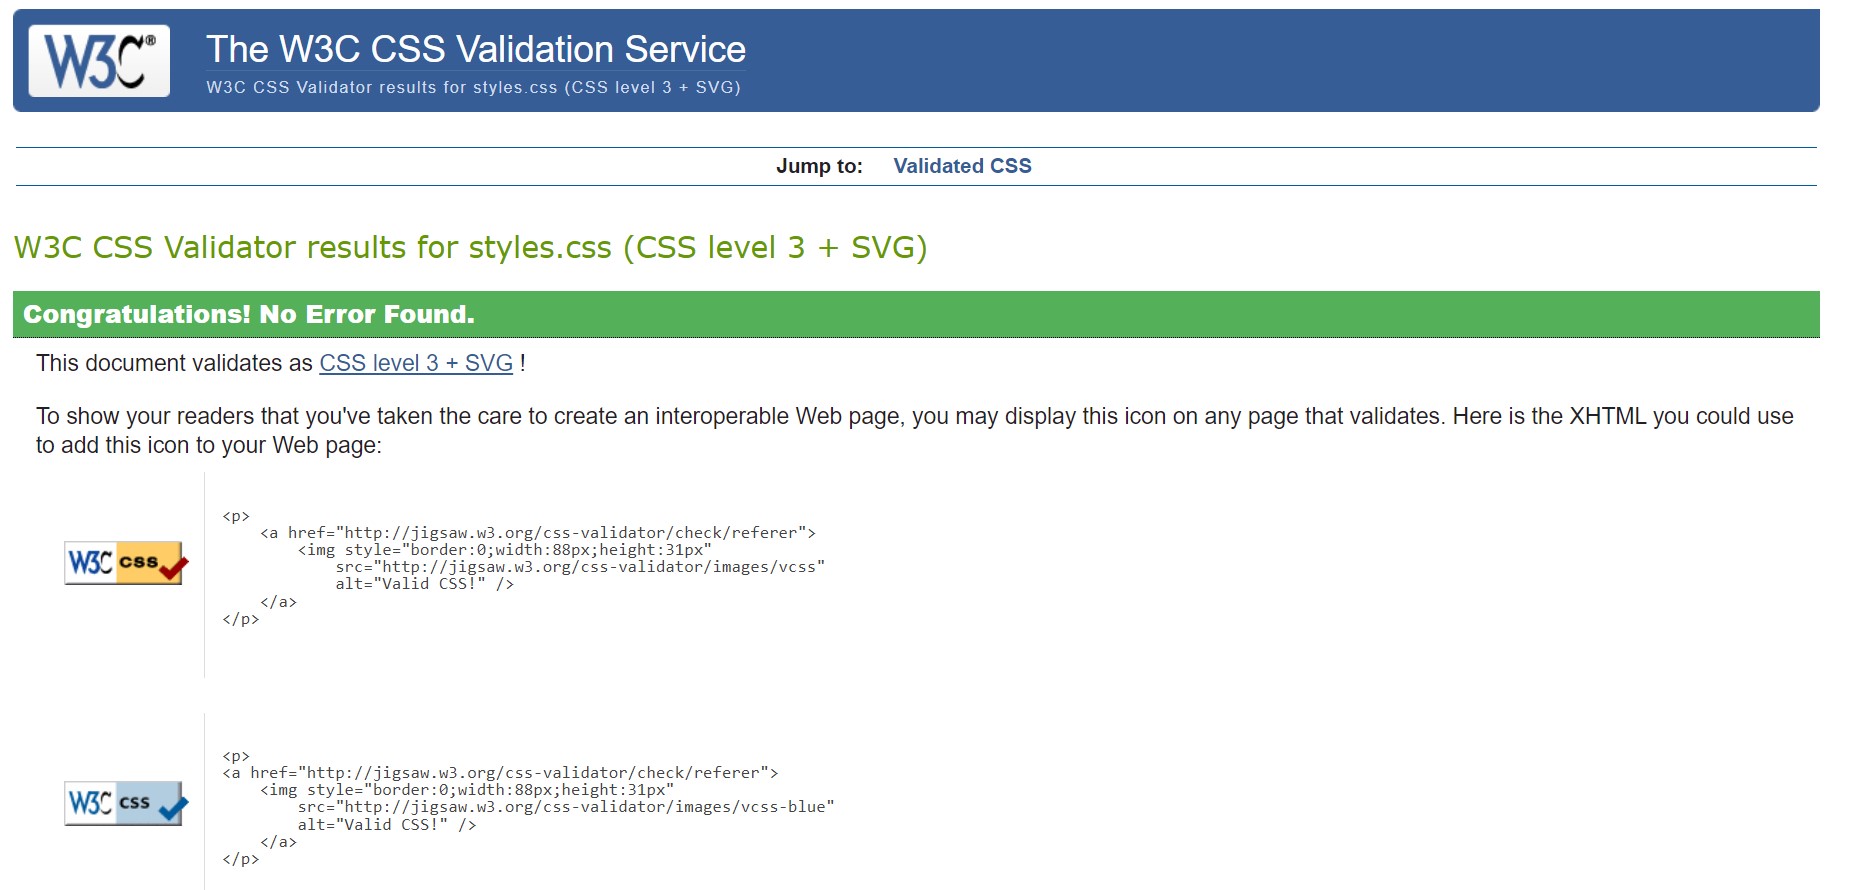 W3C®
The W3C CSS Validation Service
W3C CSS Validator results for styles.css (CSS level 3 + SVG)
Jump to: Validated CSS
W3C CSS Validator results for styles.css (CSS level 3 + SVG)
Congratulations! No Error Found.
This document validates as CSS level 3 + SVG !
To show your readers that you've taken the care to create an interoperable Web page, you may display this icon on any page that validates. Here is the XHTML you could use
to add this icon to your Web page:
W3C css
<p>
    <a href="http://jigsaw.w3.org/css-validator/check/referer">
        <img style="border:0;width:88px;height:31px"
            src="http://jigsaw.w3.org/css-validator/images/vcss"
            alt="Valid CSS!" />
    </a>
</p>
W3C css
<p>
<a href="http://jigsaw.w3.org/css-validator/check/referer">
    <img style="border:0;width:88px;height:31px"
        src="http://jigsaw.w3.org/css-validator/images/vcss-blue"
        alt="Valid CSS!" />
    </a>
</p>